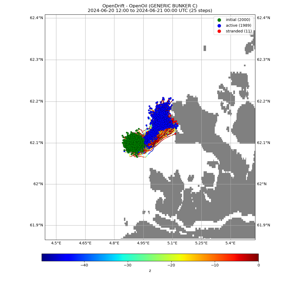 OpenDrift - OpenOil (GENERIC BUNKER C)
2024-06-20 12:00 to 2024-06-21 00:00 UTC (25 steps)
62.4°N 62.4°N
initial (2000)
active (1989)
stranded (11)
62.3°N 62.3°N
62.2°N 62.2°N
62.1°N 62.1°N
62°N 62°N
61.9°N 61.9°N
4.5°E 4.65°E 4.8°E 4.95°E 5.1°E 5.25°E 5.4°E
−40 −30 −20 −10 0
z